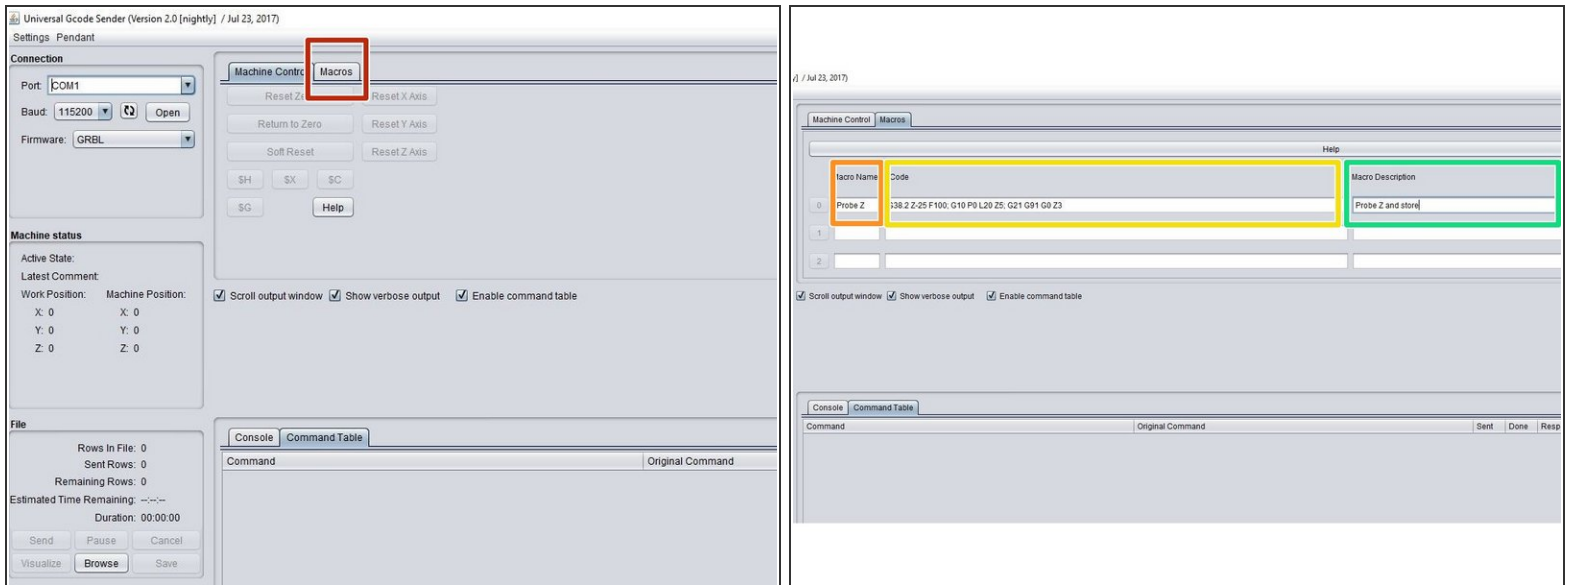 Universal Gcode Sender (Version 2.0 [nightly] / Jul 23, 2017)
Settings Pendant
Connection
Port: COM1
Baud: 115200 Open
Firmware: GRBL
Machine status
Active State:
Latest Comment:
Work Position: Machine Position:
X: 0 X: 0
Y: 0 Y: 0
Z: 0 Z: 0
File
Rows In File: 0
Sent Rows: 0
Remaining Rows: 0
Estimated Time Remaining: --:--:--
Duration: 00:00:00
Send Pause Cancel
Visualize Browse Save
Machine Contro Macros
Reset Ze Reset X Axis
Return to Zero Reset Y Axis
Soft Reset Reset Z Axis
$H $X $C
$G Help
Scroll output window Show verbose output Enable command table
Console Command Table
Command Original Command
/ Jul 23, 2017)
Machine Control Macros
Help
Macro Name Code Macro Description
0 Probe Z G38.2 Z-25 F100; G10 P0 L20 Z5; G21 G91 G0 Z3 Probe Z and store
1
2
Scroll output window Show verbose output Enable command table
Console Command Table
Command Original Command Sent Done Resp